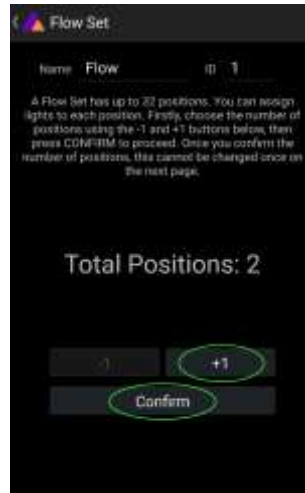 Flow Set
Name Flow ID 1
A Flow Set has up to 32 positions. You can assign
lights to each position. Firstly, choose the number of
positions using the -1 and +1 buttons below, then
press CONFIRM to proceed. Once you confirm the
number of positions, this cannot be changed once on
the next page.
Total Positions: 2
-1 +1
Confirm